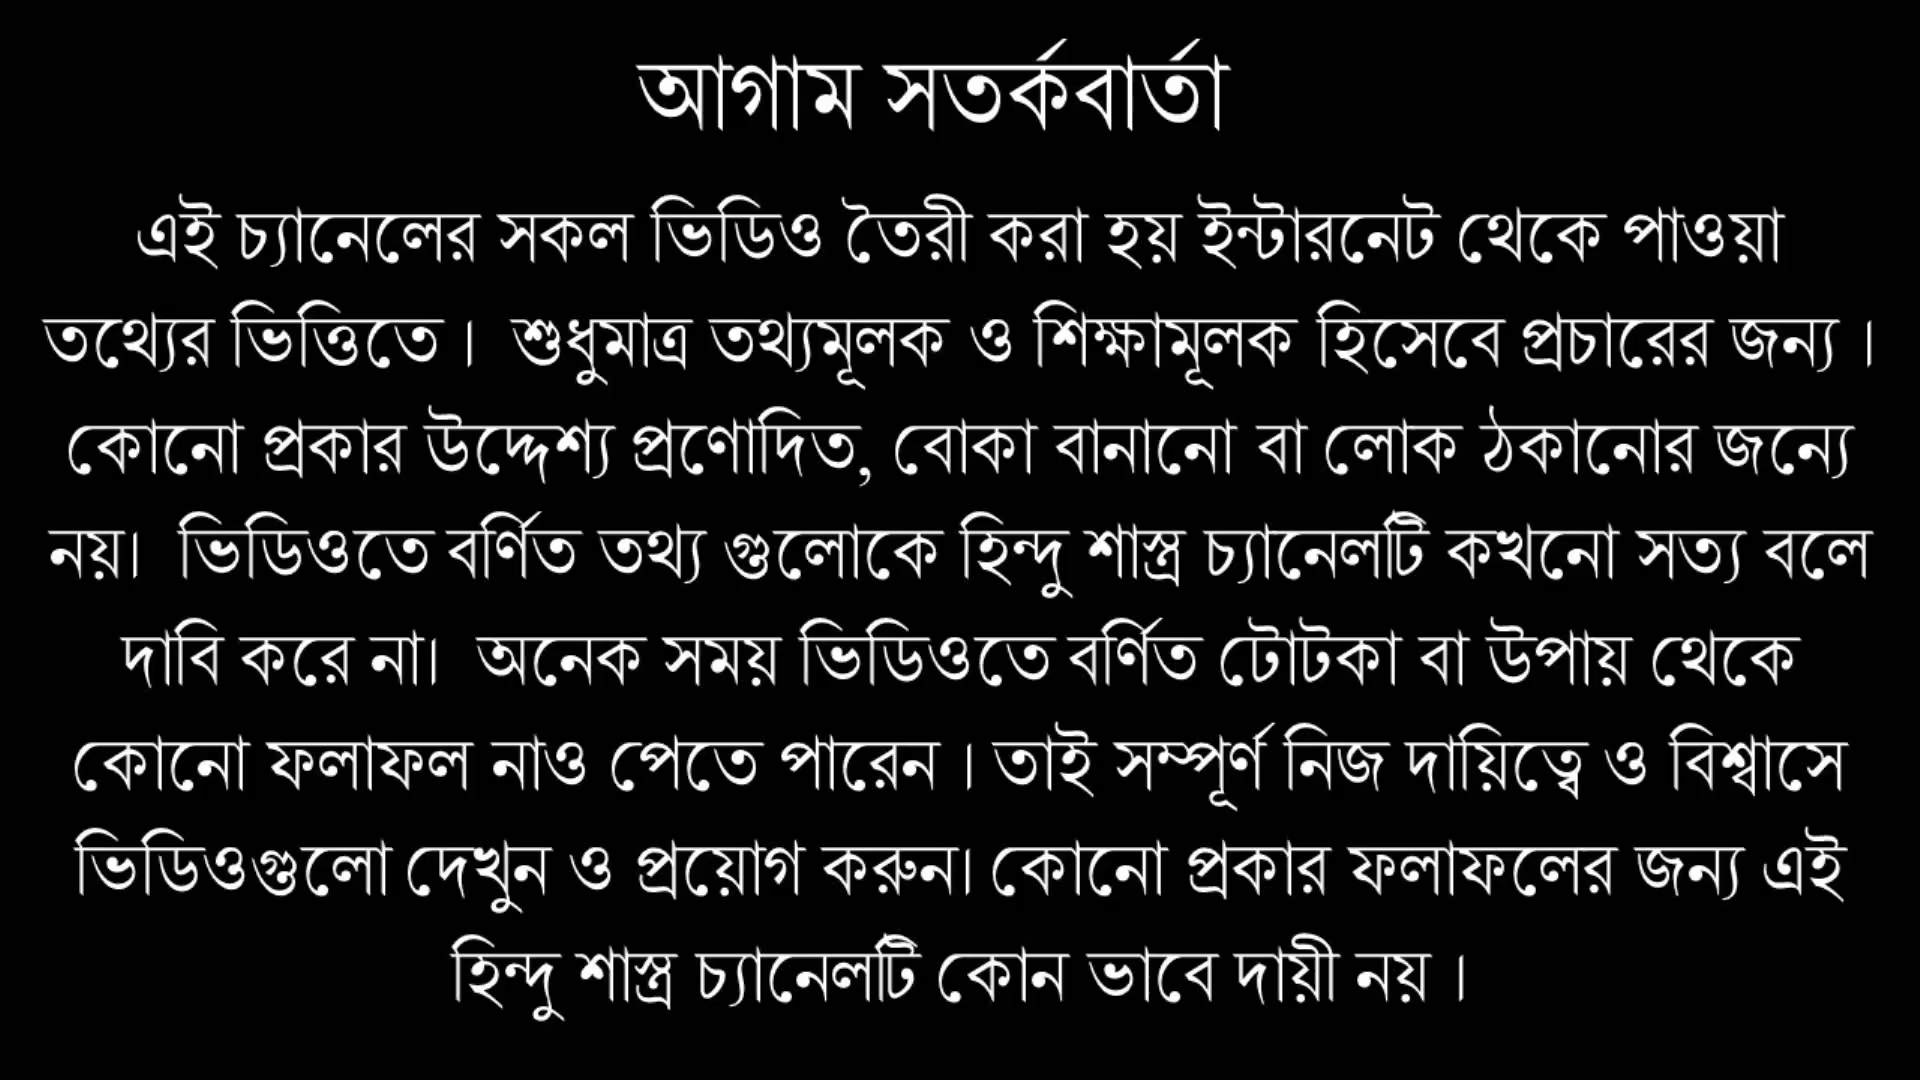 আগাম সতর্কবার্তা
এই চ্যানেলের সকল ভিডিও তৈরী করা হয় ইন্টারনেট থেকে পাওয়া
তথ্যের ভিত্তিতে ।  শুধুমাত্র তথ্যমূলক ও শিক্ষামূলক হিসেবে প্রচারের জন্য ।
কোনো প্রকার উদ্দেশ্য প্রণোদিত, বোকা বানানো বা লোক ঠকানোর জন্যে
নয়।  ভিডিওতে বর্ণিত তথ্য গুলোকে হিন্দু শাস্ত্র চ্যানেলটি কখনো সত্য বলে
দাবি করে না।  অনেক সময় ভিডিওতে বর্ণিত টোটকা বা উপায় থেকে
কোনো ফলাফল নাও পেতে পারেন । তাই সম্পূর্ণ নিজ দায়িত্বে ও বিশ্বাসে
ভিডিওগুলো দেখুন ও প্রয়োগ করুন। কোনো প্রকার ফলাফলের জন্য এই
হিন্দু শাস্ত্র চ্যানেলটি কোন ভাবে দায়ী নয় ।